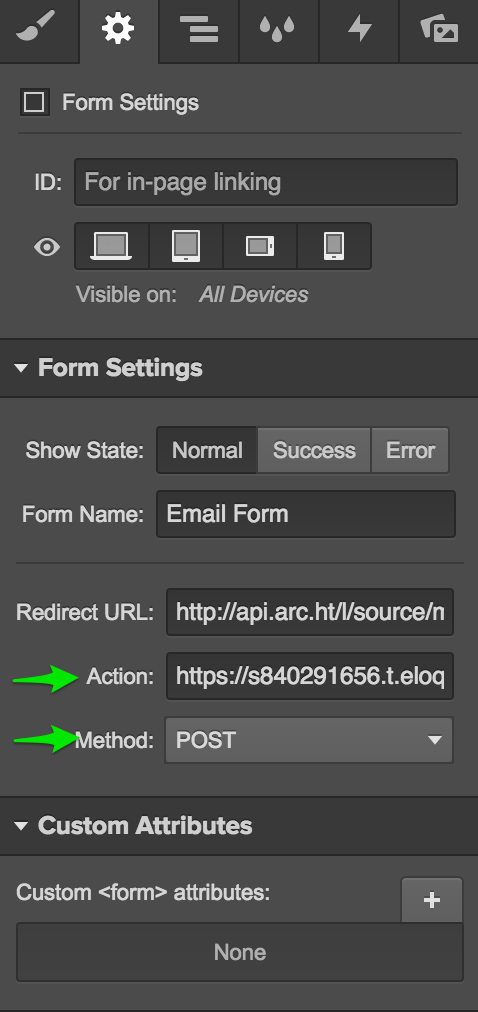 Form Settings
ID: For in-page linking
Visible on: All Devices
Form Settings
Show State: Normal Success Error
Form Name: Email Form
Redirect URL: http://api.arc.ht/l/source/m
Action: https://s840291656.t.eloq
Method: POST
Custom Attributes
Custom <form> attributes: +
None